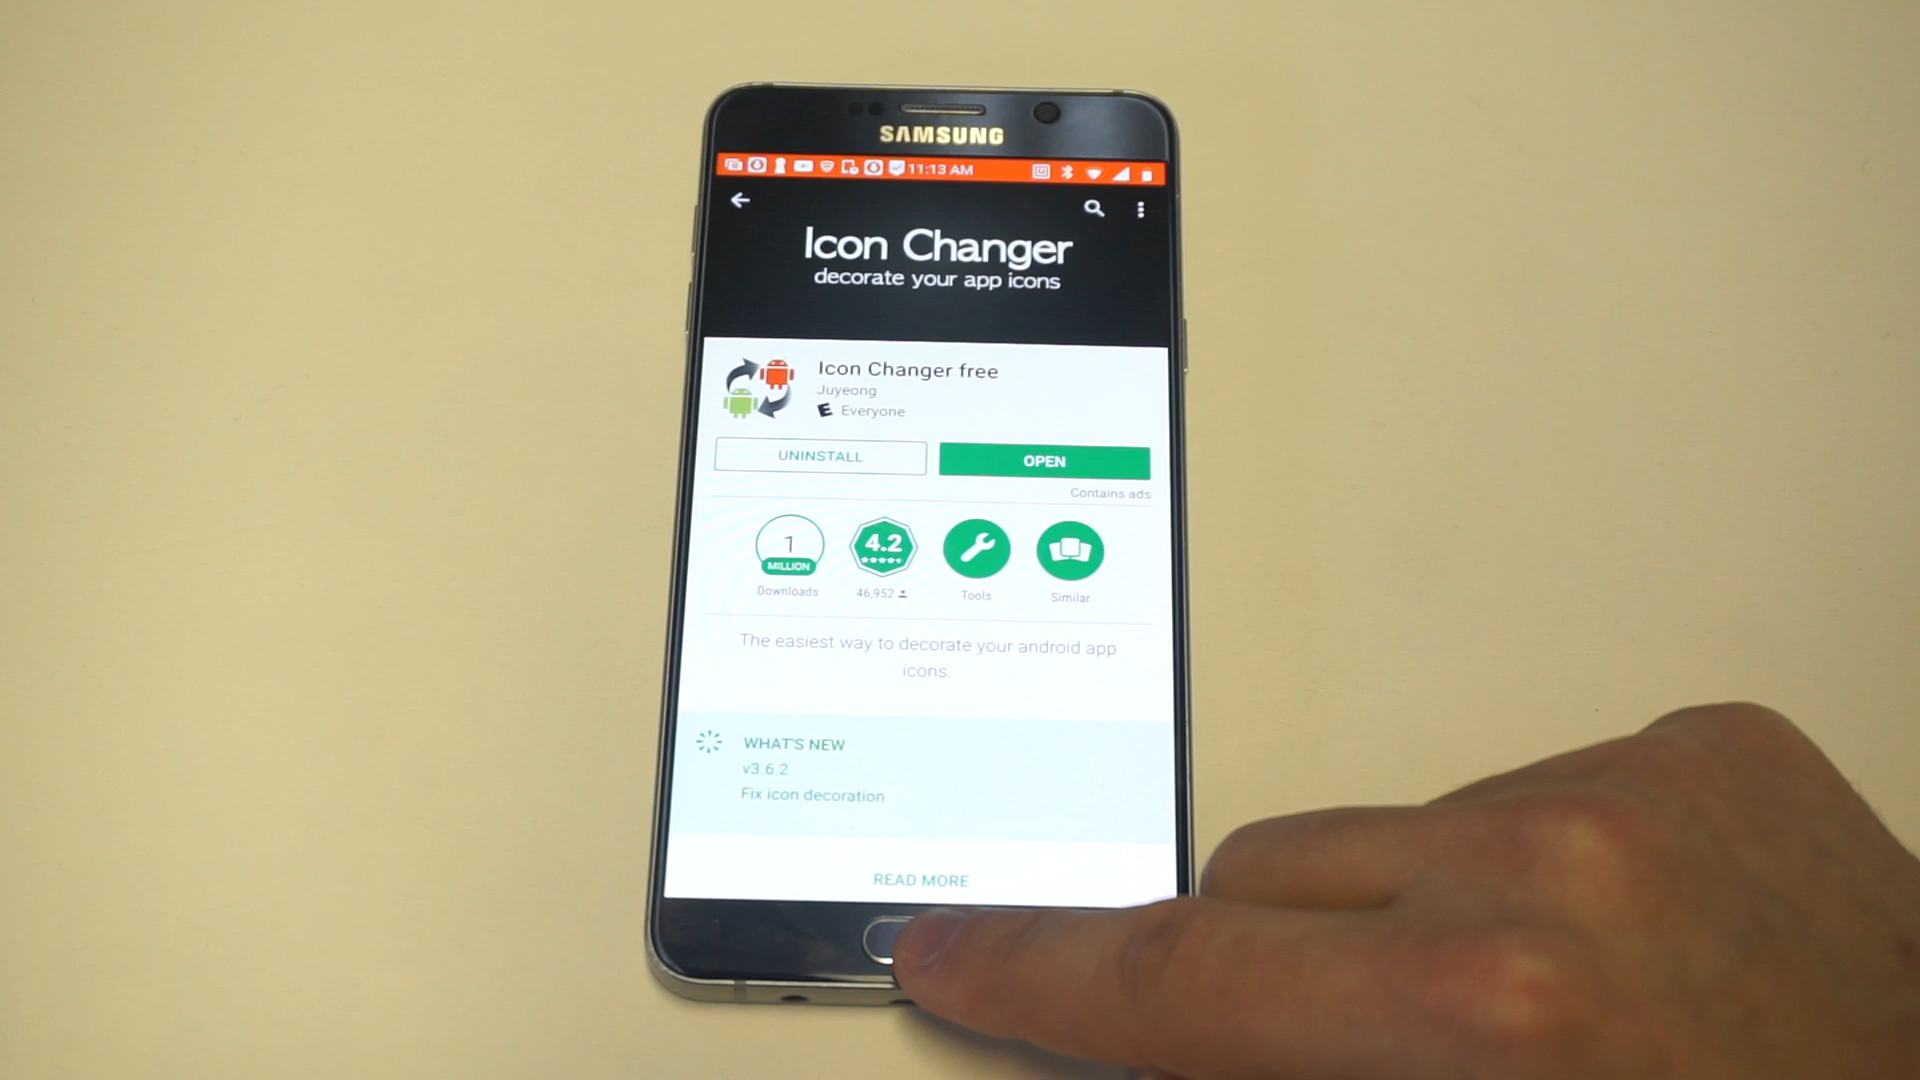 SAMSUNG
11:13 AM
Icon Changer
decorate your app icons
Icon Changer free
Juyeong
E Everyone
UNINSTALL
OPEN
Contains ads
1
MILLION
4.2
Downloads
46,952
Tools
Similar
The easiest way to decorate your android app
icons.
WHAT'S NEW
v3.6.2
Fix icon decoration
READ MORE